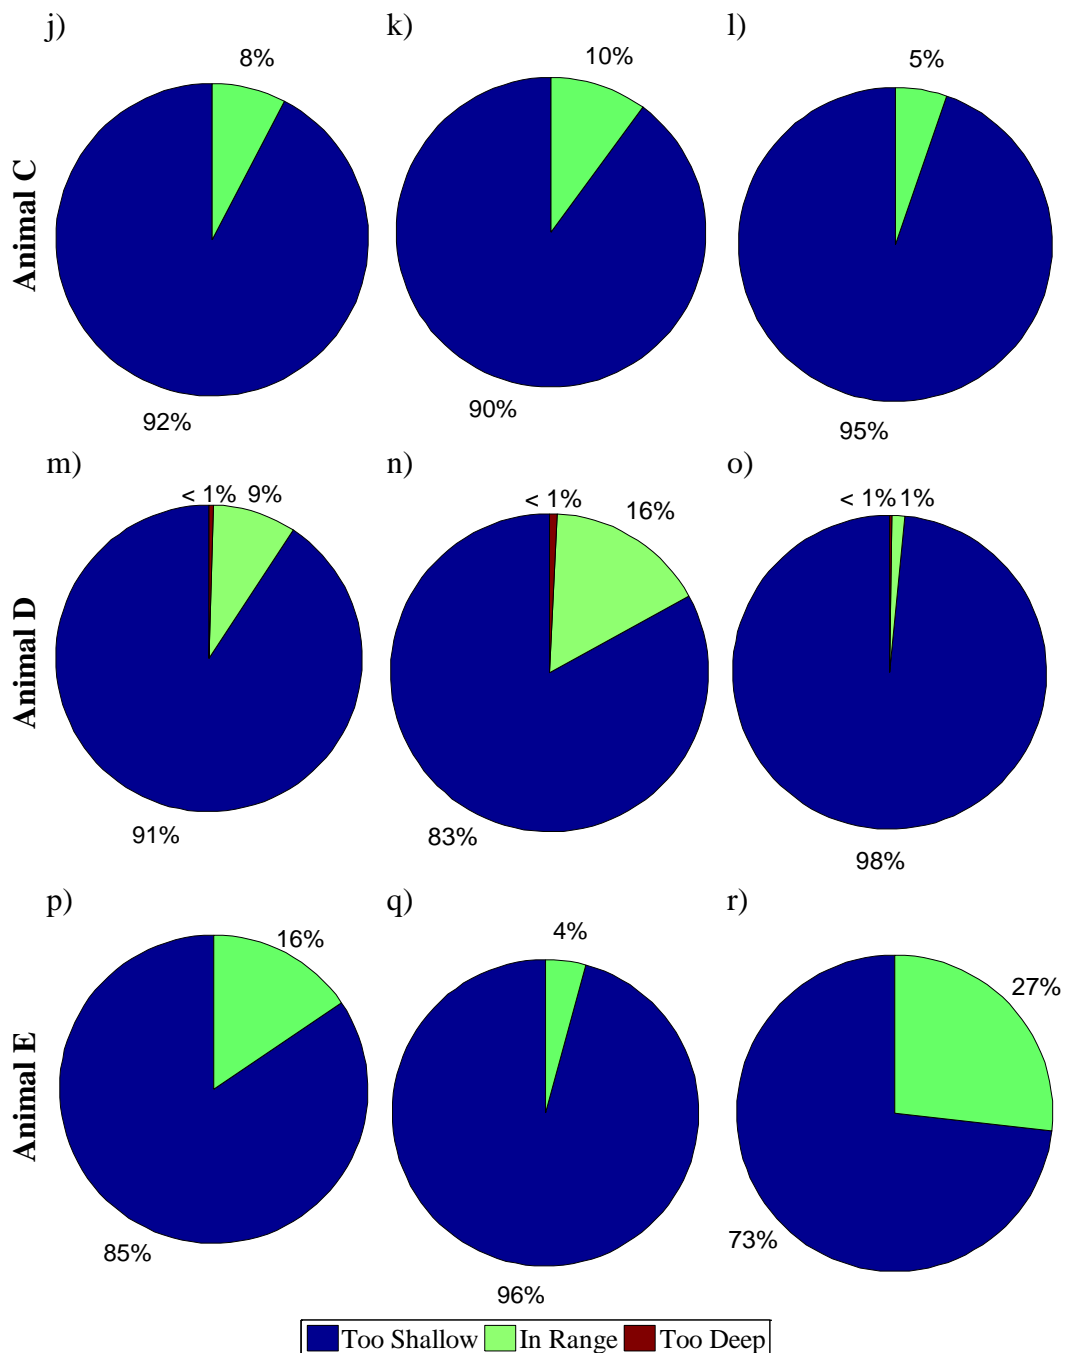 j) k) l)
8% 10% 5%
Animal C
92% 90% 95%
m) n) o)
< 1% 9% < 1% 16% < 1% 1%
Animal D
91% 83% 98%
p) q) r)
16% 4% 27%
Animal E
85% 96% 73%
Too Shallow In Range Too Deep